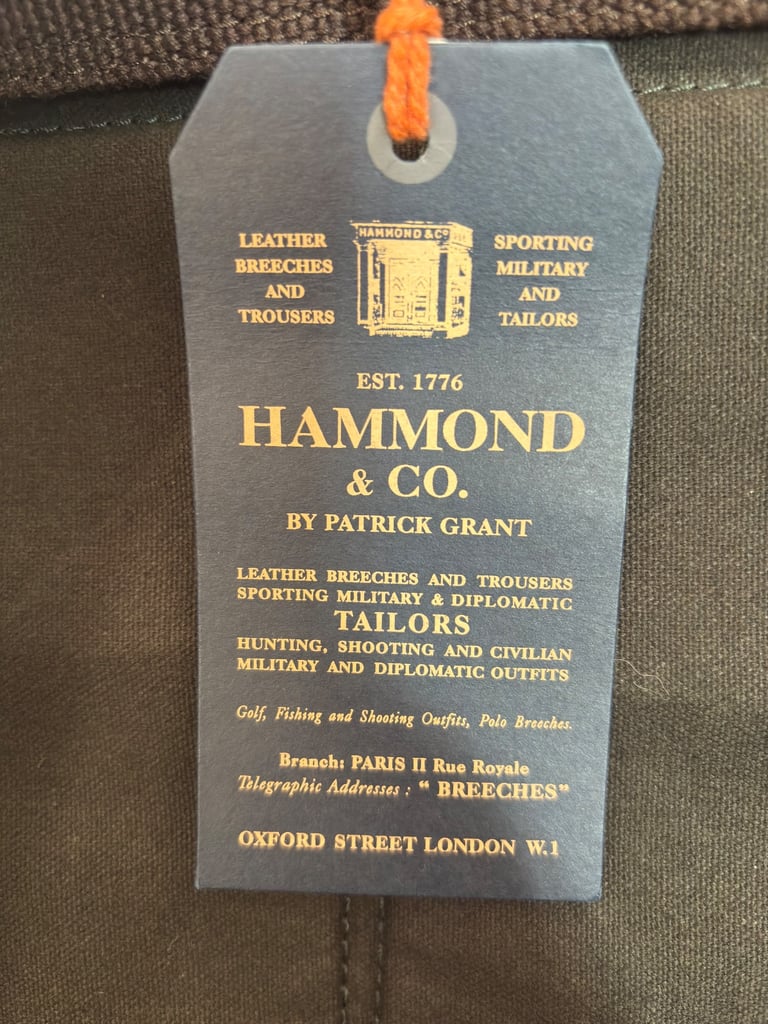 HAMMOND & Co
LEATHER
BREECHES
AND
TROUSERS
SPORTING
MILITARY
AND
TAILORS
EST. 1776
HAMMOND
& CO.
BY PATRICK GRANT
LEATHER BREECHES AND TROUSERS
SPORTING MILITARY & DIPLOMATIC
TAILORS
HUNTING, SHOOTING AND CIVILIAN
MILITARY AND DIPLOMATIC OUTFITS
Golf, Fishing and Shooting Outfits, Polo Breeches.
Branch: PARIS II Rue Royale
Telegraphic Addresses : “ BREECHES”
OXFORD STREET LONDON W.1